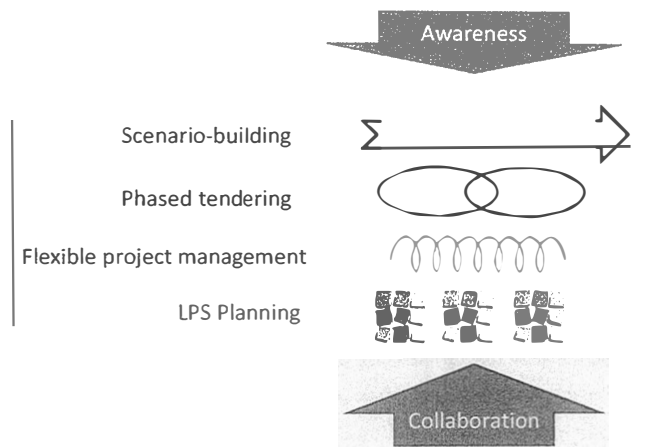 Awareness
Scenario-building
Phased tendering
Flexible project management
LPS Planning
Collaboration